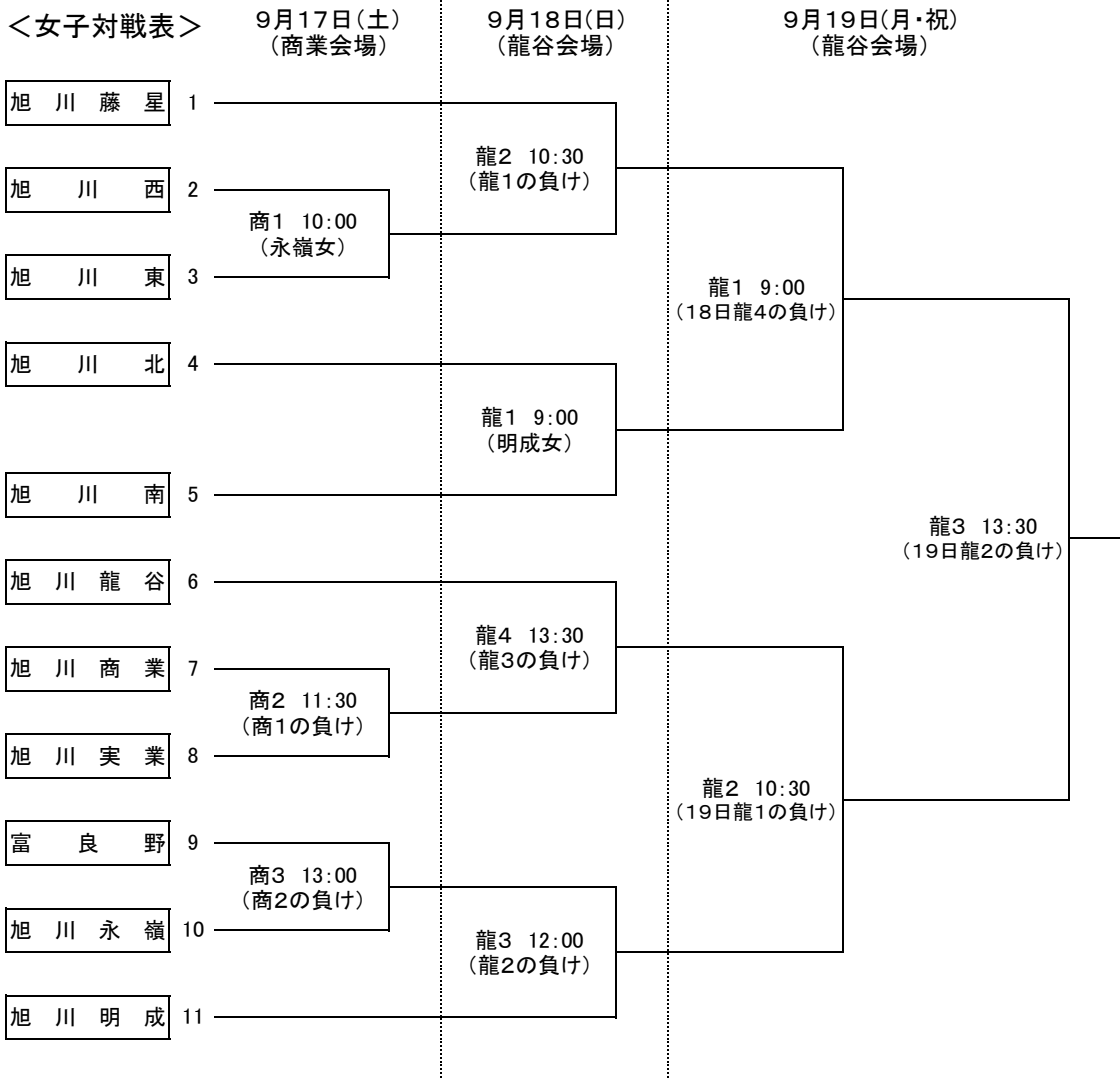 ＜女子対戦表＞
9月17日(土)
(商業会場)
9月18日(日)
(龍谷会場)
9月19日(月・祝)
(龍谷会場)
旭川藤星 1
龍2 10:30
(龍1の負け)
旭川西 2
商1 10:00
(永嶺女)
旭川東 3
龍1 9:00
(18日龍4の負け)
旭川北 4
龍1 9:00
(明成女)
旭川南 5
龍3 13:30
(19日龍2の負け)
旭川龍谷 6
龍4 13:30
(龍3の負け)
旭川商業 7
商2 11:30
(商1の負け)
旭川実業 8
龍2 10:30
(19日龍1の負け)
富良野 9
商3 13:00
(商2の負け)
旭川永嶺 10
龍3 12:00
(龍2の負け)
旭川明成 11